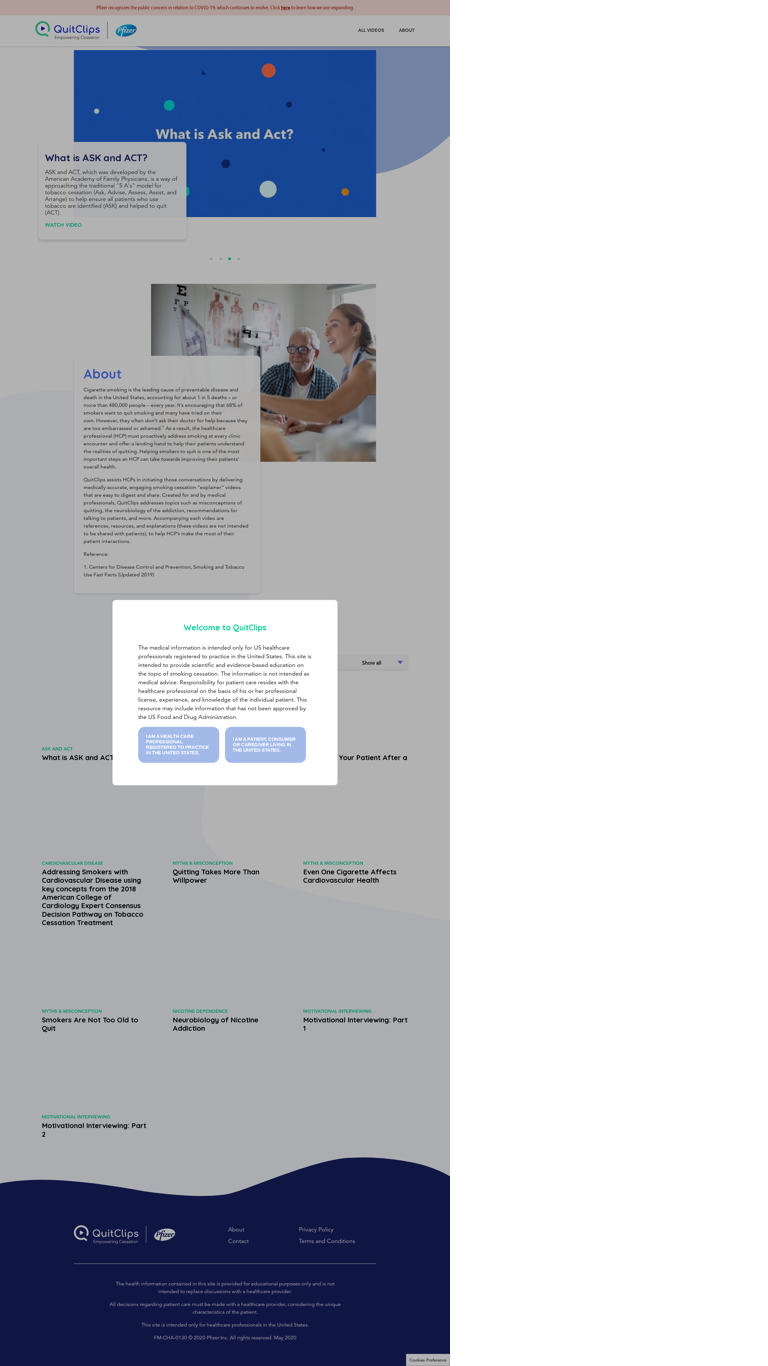 Pfizer recognizes the public concern in relation to COVID-19, which continues to evolve. Click here to learn how we are responding.
QuitClips
Empowering Cessation
Pfizer
ALL VIDEOS
ABOUT
What is Ask and Act?
What is ASK and ACT?
ASK and ACT, which was developed by the
American Academy of Family Physicians, is a way of
approaching the traditional "5 A's" model for
tobacco cessation (Ask, Advise, Assess, Assist, and
Arrange) to help ensure all patients who use
tobacco are identified (ASK) and helped to quit
(ACT).
WATCH VIDEO
About
Cigarette smoking is the leading cause of preventable disease and
death in the United States, accounting for about 1 in 5 deaths – or
more than 480,000 people – every year. It's encouraging that 68% of
smokers want to quit smoking and many have tried on their
own. However, they often don't ask their doctor for help because they
are too embarrassed or ashamed.¹ As a result, the healthcare
professional (HCP) must proactively address smoking at every clinic
encounter and offer a lending hand to help their patients understand
the realities of quitting. Helping smokers to quit is one of the most
important steps an HCP can take towards improving their patients'
overall health.
QuitClips assists HCPs in initiating those conversations by delivering
medically accurate, engaging smoking cessation "explainer" videos
that are easy to digest and share. Created for and by medical
professionals, QuitClips addresses topics such as misconceptions of
quitting, the neurobiology of the addiction, recommendations for
talking to patients, and more. Accompanying each video are
references, resources, and explanations (these videos are not intended
to be shared with patients), to help HCP's make the most of their
patient interactions.
Reference:
1. Centers for Disease Control and Prevention, Smoking and Tobacco
Use Fast Facts (Updated 2019)
Welcome to QuitClips
The medical information is intended only for US healthcare
professionals registered to practice in the United States. This site is
intended to provide scientific and evidence-based education on
the topic of smoking cessation. The information is not intended as
medical advice. Responsibility for patient care resides with the
healthcare professional on the basis of his or her professional
license, experience, and knowledge of the individual patient. This
resource may include information that has not been approved by
the US Food and Drug Administration.
I AM A HEALTH CARE
PROFESSIONAL
REGISTERED TO PRACTICE
IN THE UNITED STATES.
I AM A PATIENT, CONSUMER
OR CAREGIVER LIVING IN
THE UNITED STATES.
Show all
ASK AND ACT
What is ASK and ACT
Your Patient After a
CARDIOVASCULAR DISEASE
Addressing Smokers with
Cardiovascular Disease using
key concepts from the 2018
American College of
Cardiology Expert Consensus
Decision Pathway on Tobacco
Cessation Treatment
MYTHS & MISCONCEPTION
Quitting Takes More Than
Willpower
MYTHS & MISCONCEPTION
Even One Cigarette Affects
Cardiovascular Health
MYTHS & MISCONCEPTION
Smokers Are Not Too Old to
Quit
NICOTINE DEPENDENCE
Neurobiology of Nicotine
Addiction
MOTIVATIONAL INTERVIEWING
Motivational Interviewing: Part
1
MOTIVATIONAL INTERVIEWING
Motivational Interviewing: Part
2
QuitClips
Empowering Cessation
Pfizer
About
Contact
Privacy Policy
Terms and Conditions
The health information contained in this site is provided for educational purposes only and is not
intended to replace discussions with a healthcare provider.
All decisions regarding patient care must be made with a healthcare provider, considering the unique
characteristics of the patient.
This site is intended only for healthcare professionals in the United States.
FM-CHA-0130 © 2020 Pfizer Inc. All rights reserved. May 2020
Cookies Preference